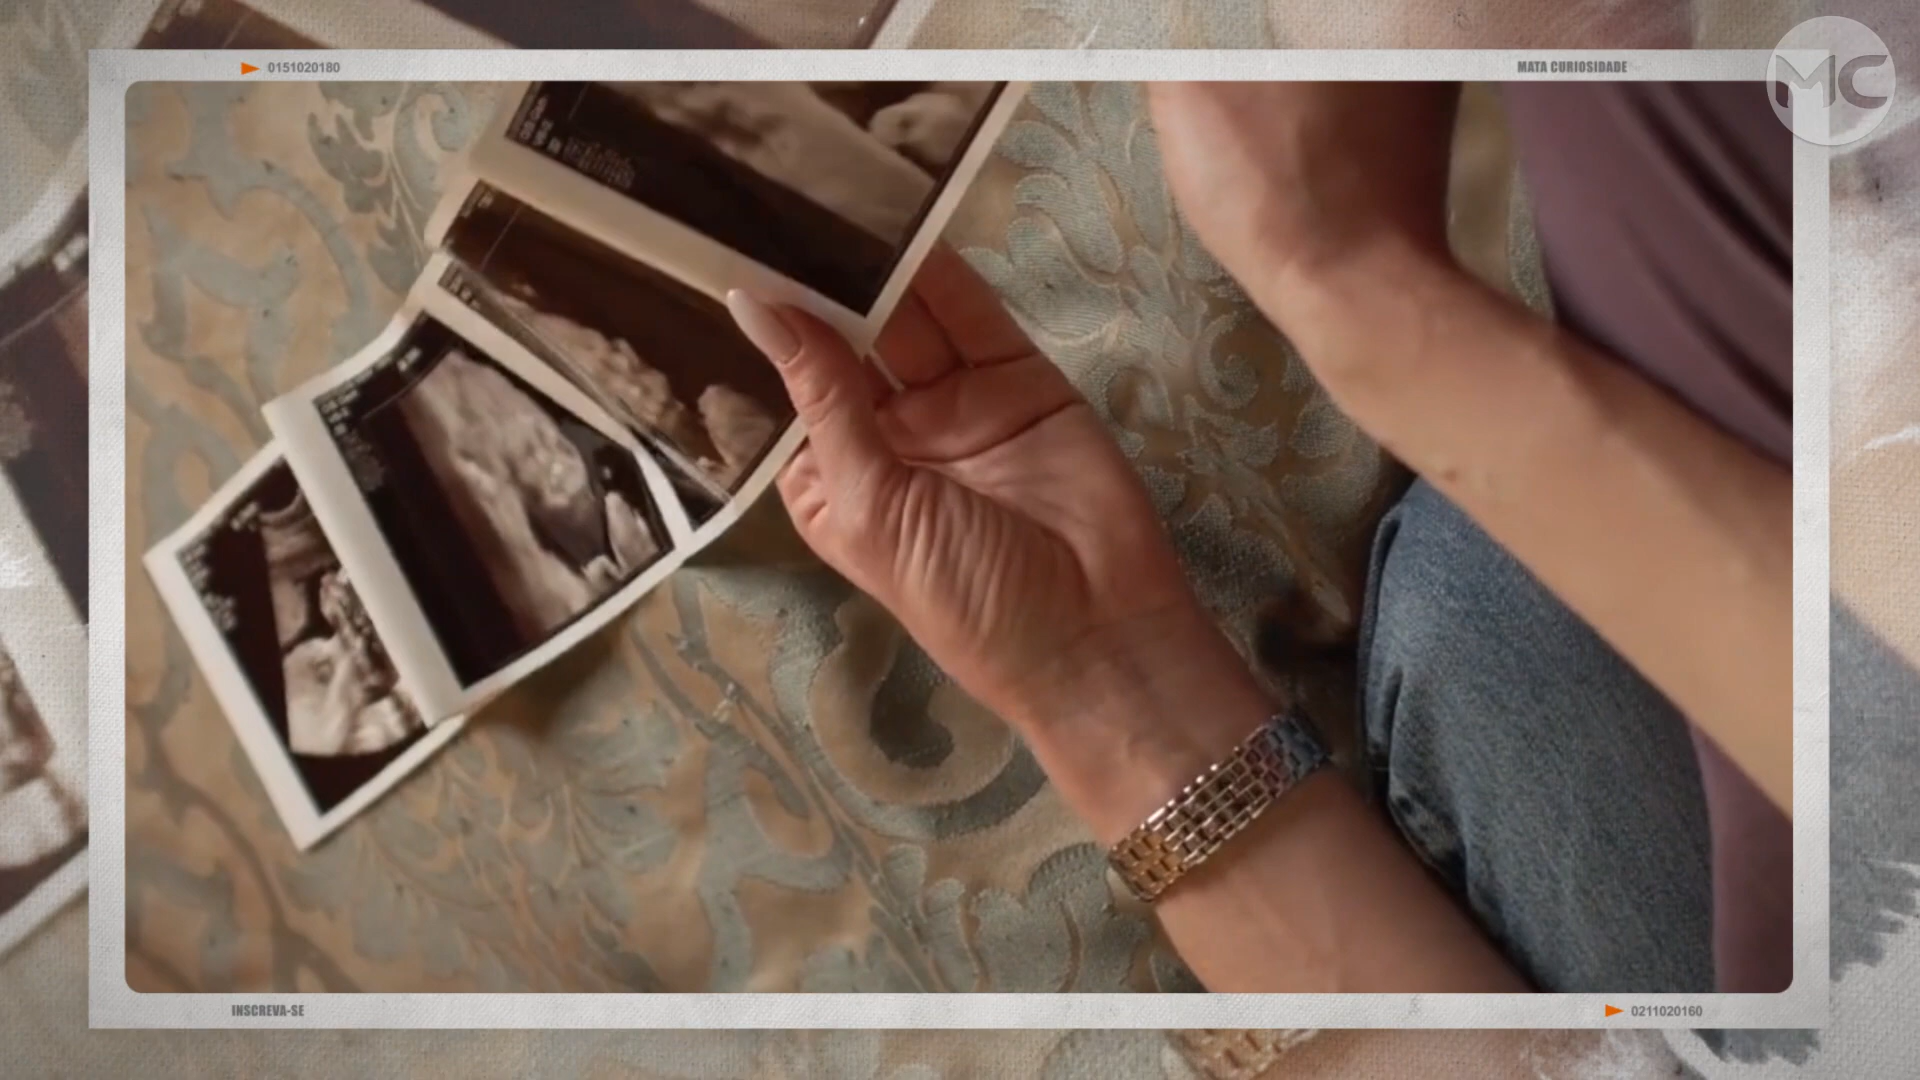 0151020180
MATA CURIOSIDADE
MC
INSCREVA-SE
0211020160